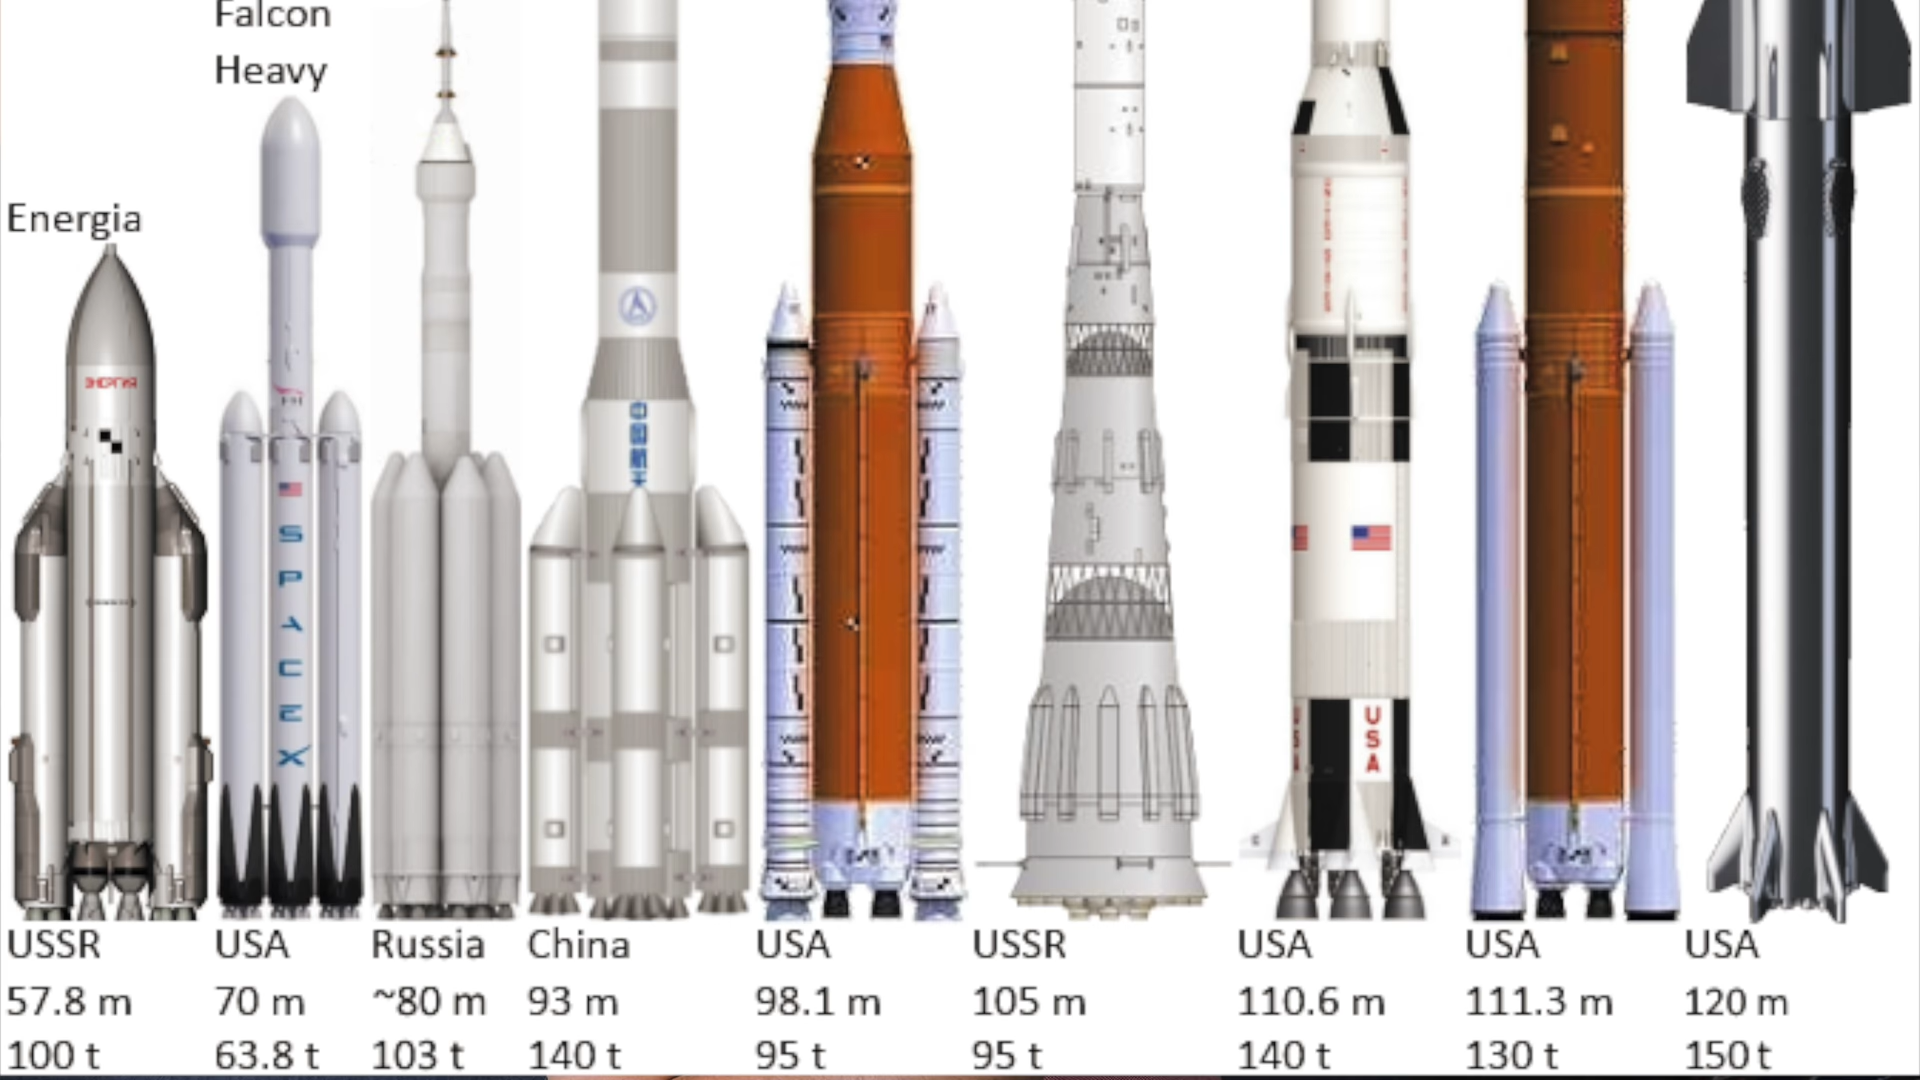 Falcon
Heavy
Energia
ЭНЕРГИЯ
SPACEX
USA
USSR USA Russia China USA USSR USA USA USA
57.8 m 70 m ~80 m 93 m 98.1 m 105 m 110.6 m 111.3 m 120 m
100 t 63.8 t 103 t 140 t 95 t 95 t 140 t 130 t 150 t